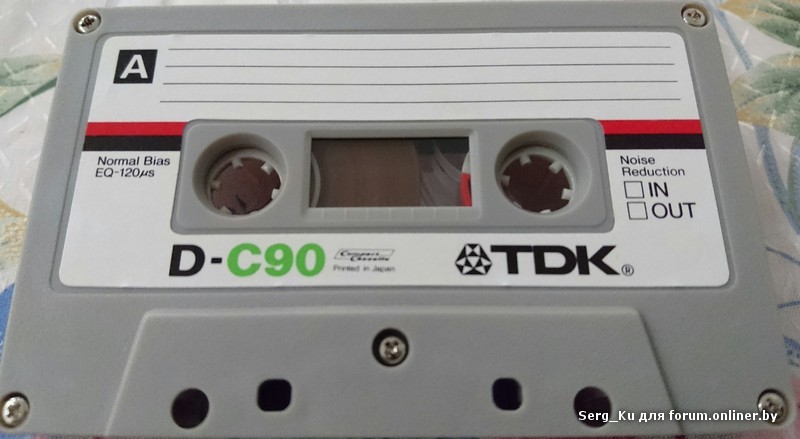 A
Normal Bias
EQ-120µs
Noise
Reduction
IN
OUT
D-C90
Compact
Cassette
Printed in Japan
TDK®
Serg_Ku для forum.onliner.by